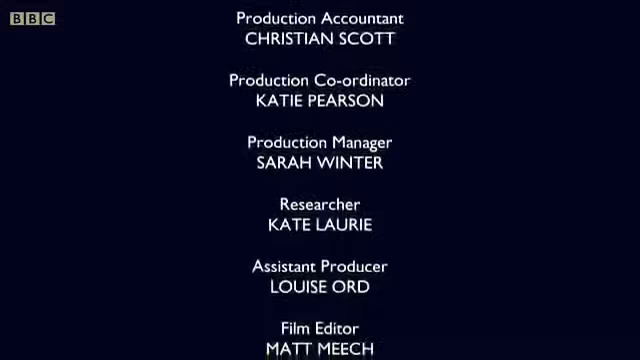 BBC
Production Accountant
CHRISTIAN SCOTT
Production Co-ordinator
KATIE PEARSON
Production Manager
SARAH WINTER
Researcher
KATE LAURIE
Assistant Producer
LOUISE ORD
Film Editor
MATT MEECH